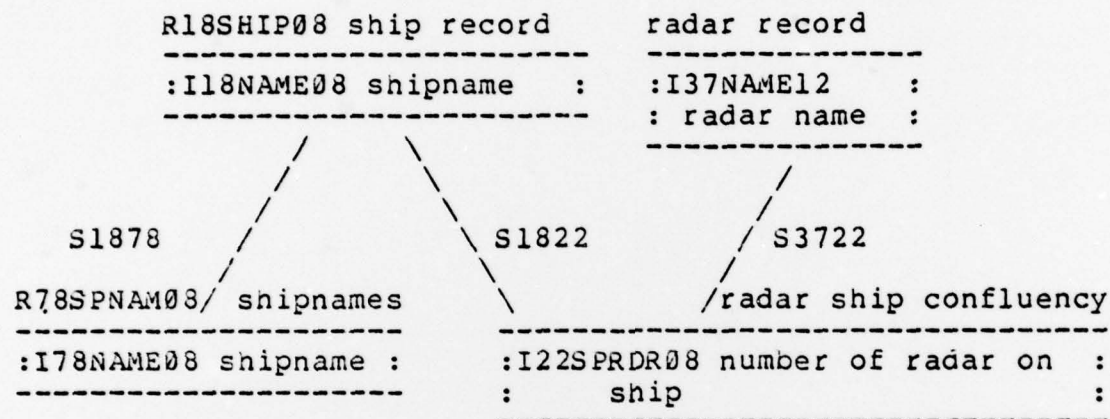 R18SHIP08 ship record radar record
:I18NAME08 shipname : :I37NAME12 :
: radar name :
S1878 S1822 S3722
R78SPNAM08 shipnames radar ship confluency
:I78NAME08 shipname : :I22SPRDR08 number of radar on :
: ship :